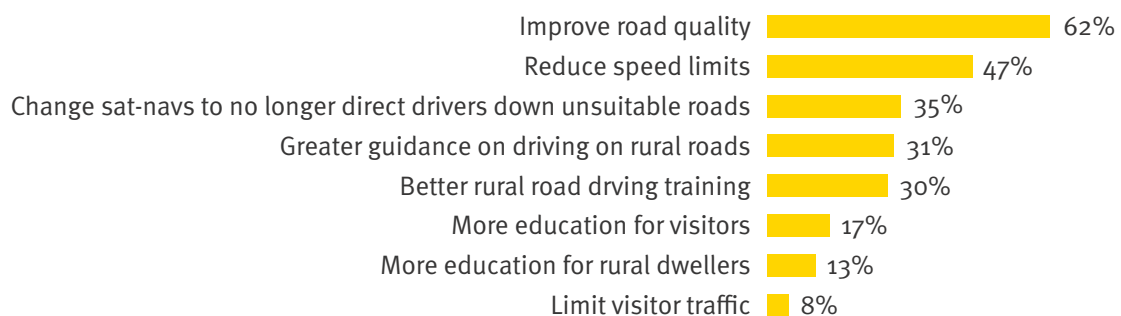 Improve road quality 62%
Reduce speed limits 47%
Change sat-navs to no longer direct drivers down unsuitable roads 35%
Greater guidance on driving on rural roads 31%
Better rural road drving training 30%
More education for visitors 17%
More education for rural dwellers 13%
Limit visitor traffic 8%